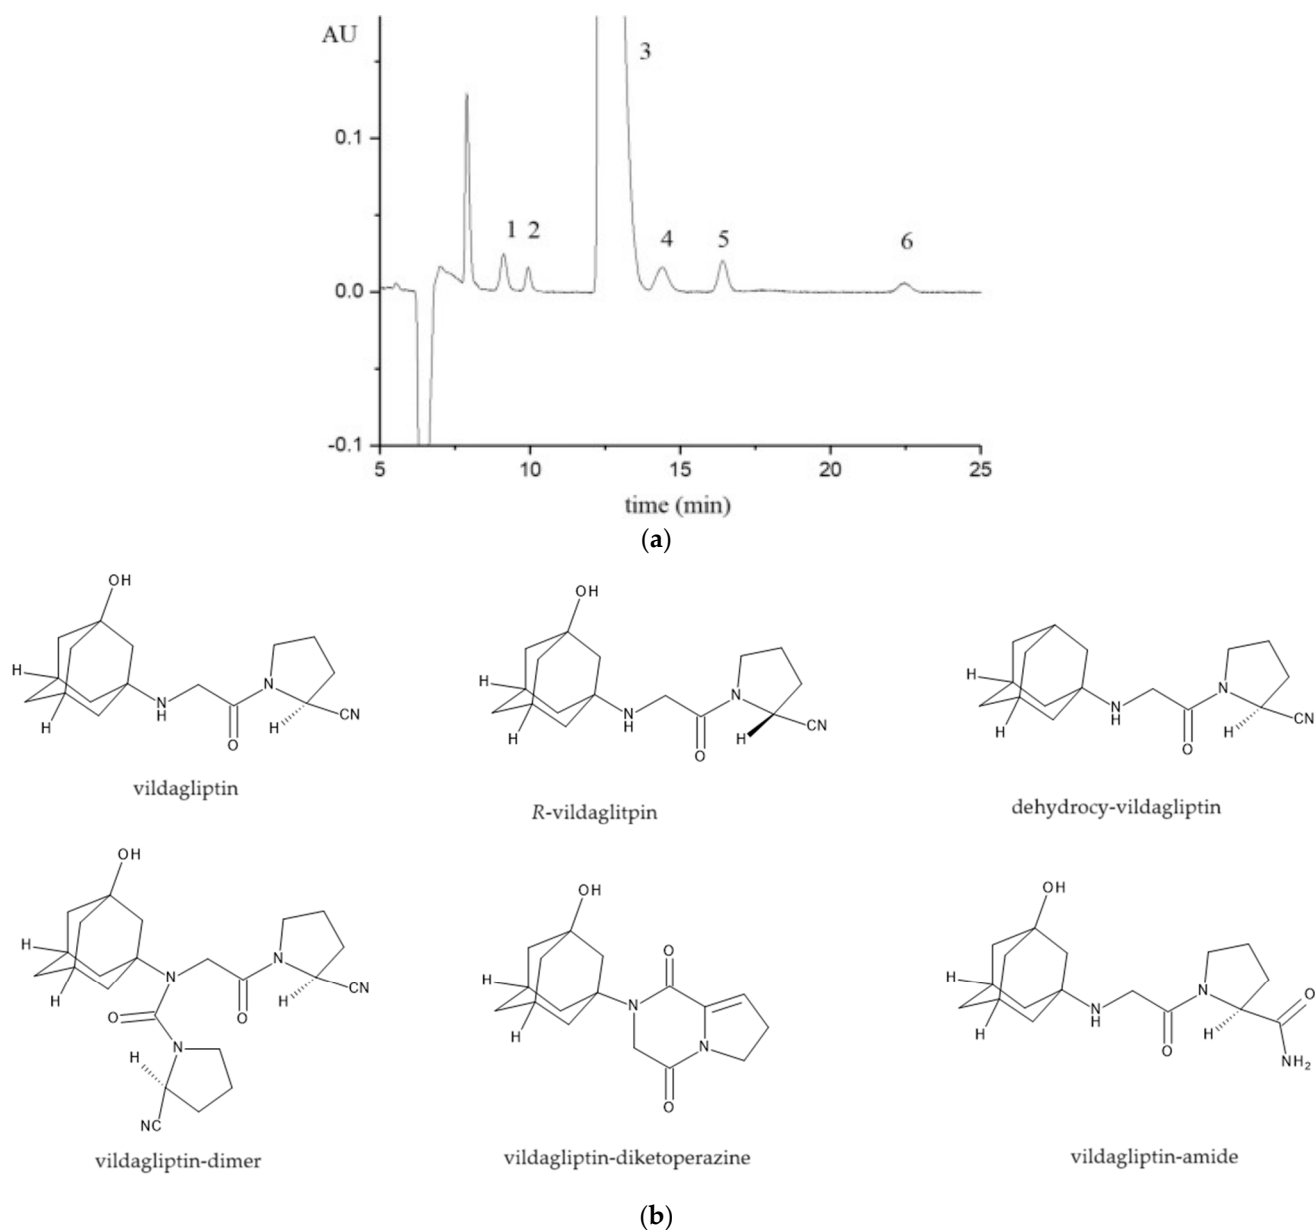 AU
3
0.1
1 2
4 5 6
0.0
-0.1
5 10 15 20 25
time (min)
(a)
OH
H
H
N
H
O
N
H
CN
vildagliptin
OH
H
H
N
H
O
N
H
CN
R-vildaglitpin
H
H
N
H
O
N
H
CN
dehydrocy-vildagliptin
OH
H
H
N
O
N
H
CN
O
N
H
NC
vildagliptin-dimer
OH
H
H
N
O
N
O
vildagliptin-diketoperazine
OH
H
H
N
H
O
N
H
O
NH2
vildagliptin-amide
(b)